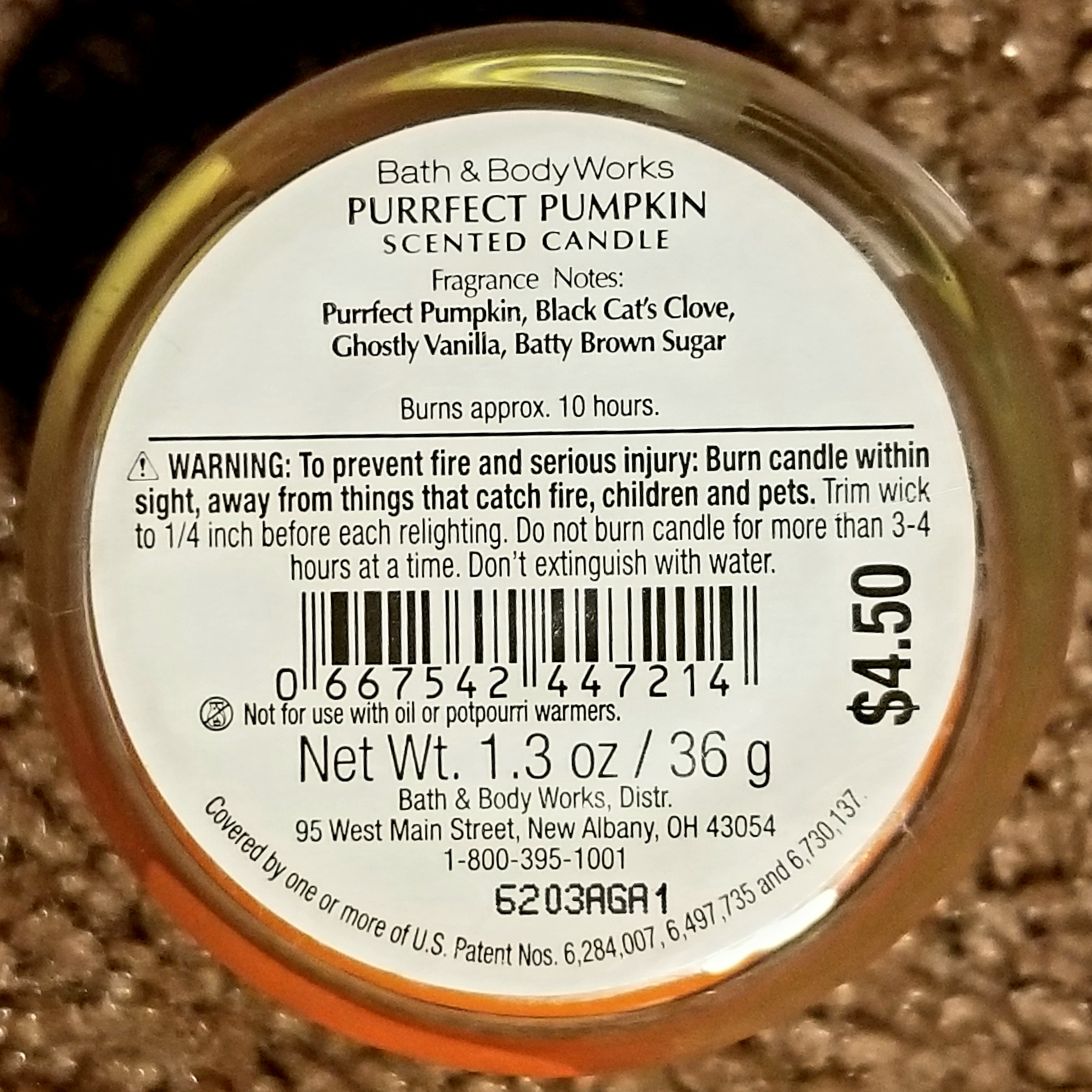 Bath & Body Works
PURRFECT PUMPKIN
SCENTED CANDLE
Fragrance Notes:
Purrfect Pumpkin, Black Cat's Clove,
Ghostly Vanilla, Batty Brown Sugar
Burns approx. 10 hours.
WARNING: To prevent fire and serious injury: Burn candle within
sight, away from things that catch fire, children and pets. Trim wick
to 1/4 inch before each relighting. Do not burn candle for more than 3-4
hours at a time. Don't extinguish with water.
$4.50
0 667542 447214
Not for use with oil or potpourri warmers.
Net Wt. 1.3 oz / 36 g
Bath & Body Works, Distr.
95 West Main Street, New Albany, OH 43054
1-800-395-1001
6203AGA1
Covered by one or more of U.S. Patent Nos. 6,284,007, 6,497,735 and 6,730,137.